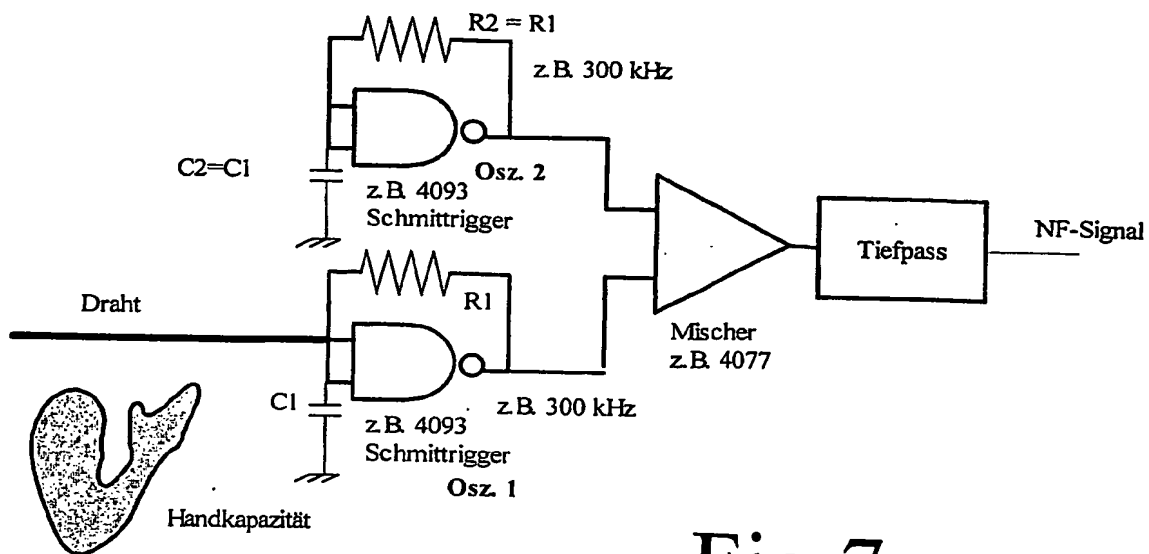 R2 = R1
z.B. 300 kHz
C2=C1
Osz. 2
z.B. 4093
Schmittrigger
NF-Signal
Tiefpass
Draht
R1
Mischer
z.B. 4077
C1
z.B. 300 kHz
z.B. 4093
Schmittrigger
Osz. 1
Handkapazität
Fig. 7